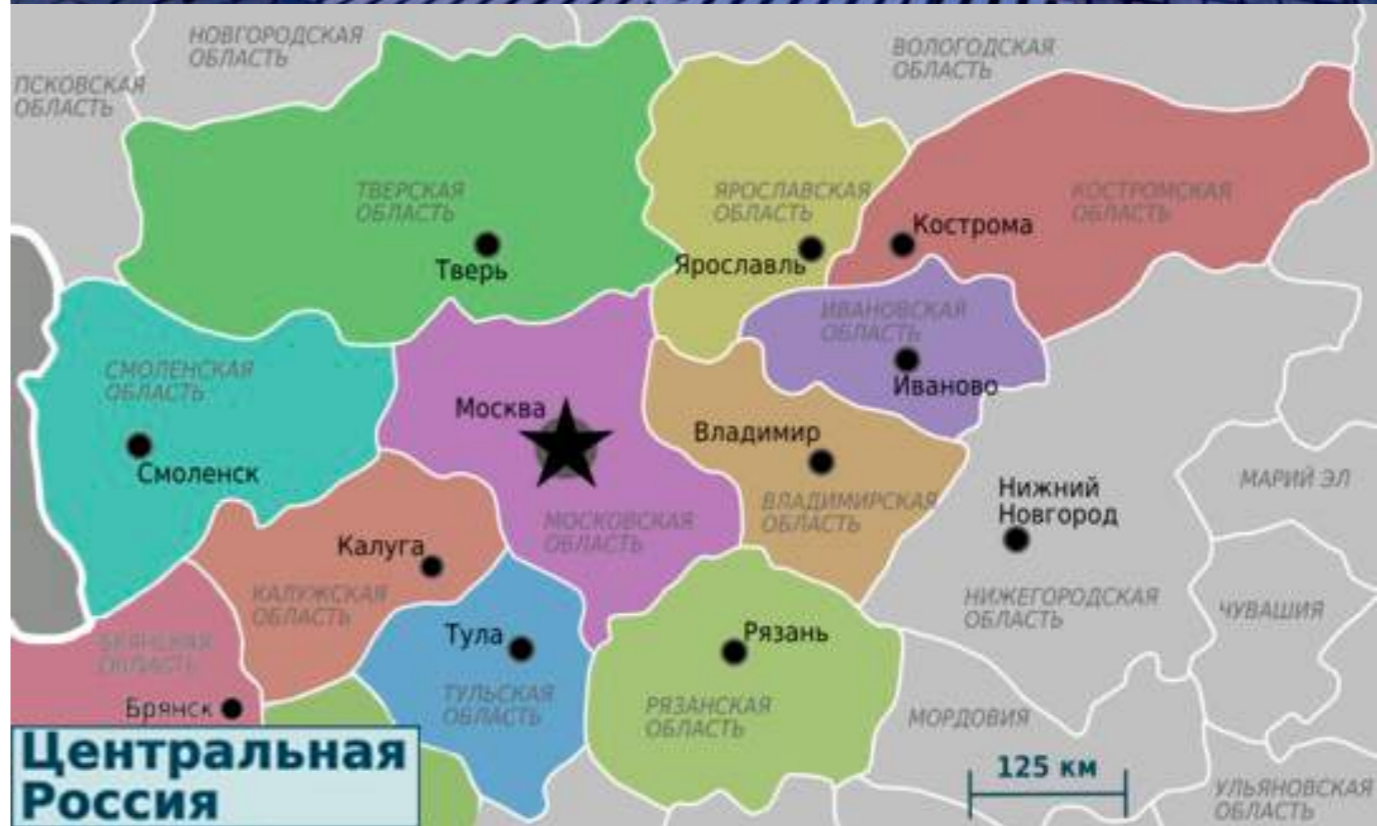 НОВГОРОДСКАЯ
ОБЛАСТЬ
ВОЛОГОДСКАЯ
ОБЛАСТЬ
ПСКОВСКАЯ
ОБЛАСТЬ
ТВЕРСКАЯ
ОБЛАСТЬ
ЯРОСЛАВСКАЯ
ОБЛАСТЬ
КОСТРОМСКАЯ
ОБЛАСТЬ
Кострома
Тверь
Ярославль
ИВАНОВСКАЯ
ОБЛАСТЬ
СМОЛЕНСКАЯ
ОБЛАСТЬ
Иваново
Москва
Владимир
Смоленск
МАРИЙ ЭЛ
Нижний
Новгород
ВЛАДИМИРСКАЯ
ОБЛАСТЬ
МОСКОВСКАЯ
ОБЛАСТЬ
Калуга
КАЛУЖСКАЯ
ОБЛАСТЬ
НИЖЕГОРОДСКАЯ
ОБЛАСТЬ
ЧУВАШИЯ
Тула
Рязань
БРЯНСКАЯ
ОБЛАСТЬ
ТУЛЬСКАЯ
ОБЛАСТЬ
РЯЗАНСКАЯ
ОБЛАСТЬ
Брянск
МОРДОВИЯ
Центральная
Россия
125 км
УЛЬЯНОВСКАЯ
ОБЛАСТЬ